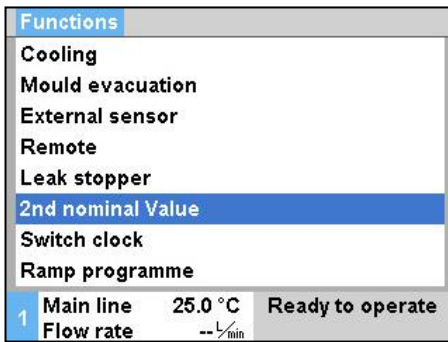 Functions
Cooling
Mould evacuation
External sensor
Remote
Leak stopper
2nd nominal Value
Switch clock
Ramp programme
1 Main line 25.0 °C Ready to operate
Flow rate -- L/min